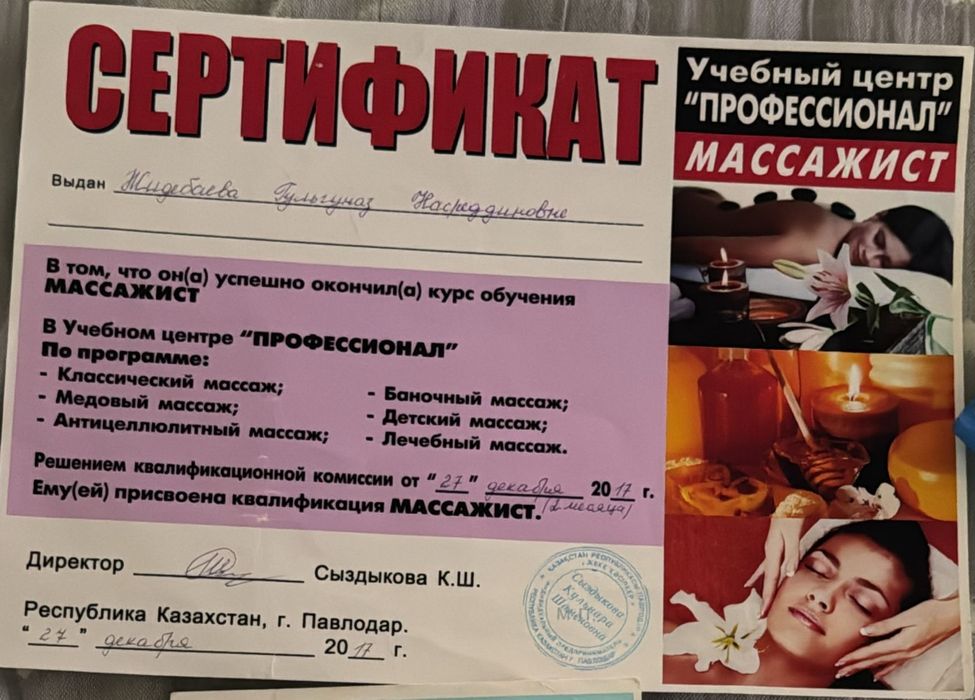 СЕРТИФИКАТ
Учебный центр
"ПРОФЕССИОНАЛ"
МАССАЖИСТ
Выдан Жидебаева Гульгуназ Насреддиновне
В том, что он(а) успешно окончил(а) курс обучения
МАССАЖИСТ
В Учебном центре "ПРОФЕССИОНАЛ"
По программе:
- Классический массаж;
- Медовый массаж;
- Антицеллюлитный массаж;
- Баночный массаж;
- Детский массаж;
- Лечебный массаж.
Решением квалификационной комиссии от "27" декабря 2017 г.
Ему(ей) присвоена квалификация МАССАЖИСТ. (2 месяца)
Директор Сыздыкова К.Ш.
Республика Казахстан, г. Павлодар.
"27" декабря 2017 г.
Сыздыкова
Кульнара